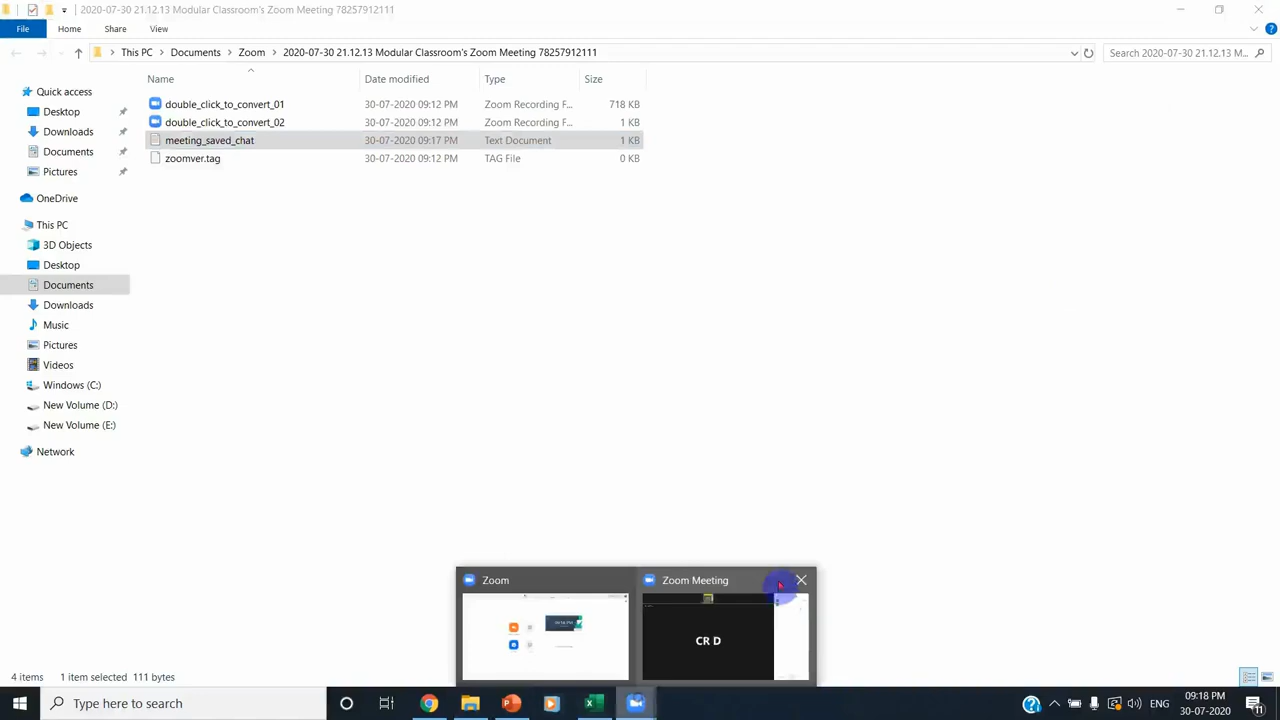 2020-07-30 21.12.13 Modular Classroom's Zoom Meeting 78257912111
File Home Share View
This PC Documents Zoom 2020-07-30 21.12.13 Modular Classroom's Zoom Meeting 78257912111 Search 2020-07-30 21.12.13 M...
Name Date modified Type Size
double_click_to_convert_01 30-07-2020 09:12 PM Zoom Recording F... 718 KB
double_click_to_convert_02 30-07-2020 09:12 PM Zoom Recording F... 1 KB
meeting_saved_chat 30-07-2020 09:17 PM Text Document 1 KB
zoomver.tag 30-07-2020 09:12 PM TAG File 0 KB
Quick access
Desktop
Downloads
Documents
Pictures
OneDrive
This PC
3D Objects
Desktop
Documents
Downloads
Music
Pictures
Videos
Windows (C:)
New Volume (D:)
New Volume (E:)
Network
Zoom Zoom Meeting
CR D
4 items 1 item selected 111 bytes
Type here to search
ENG
09:18 PM
30-07-2020
11